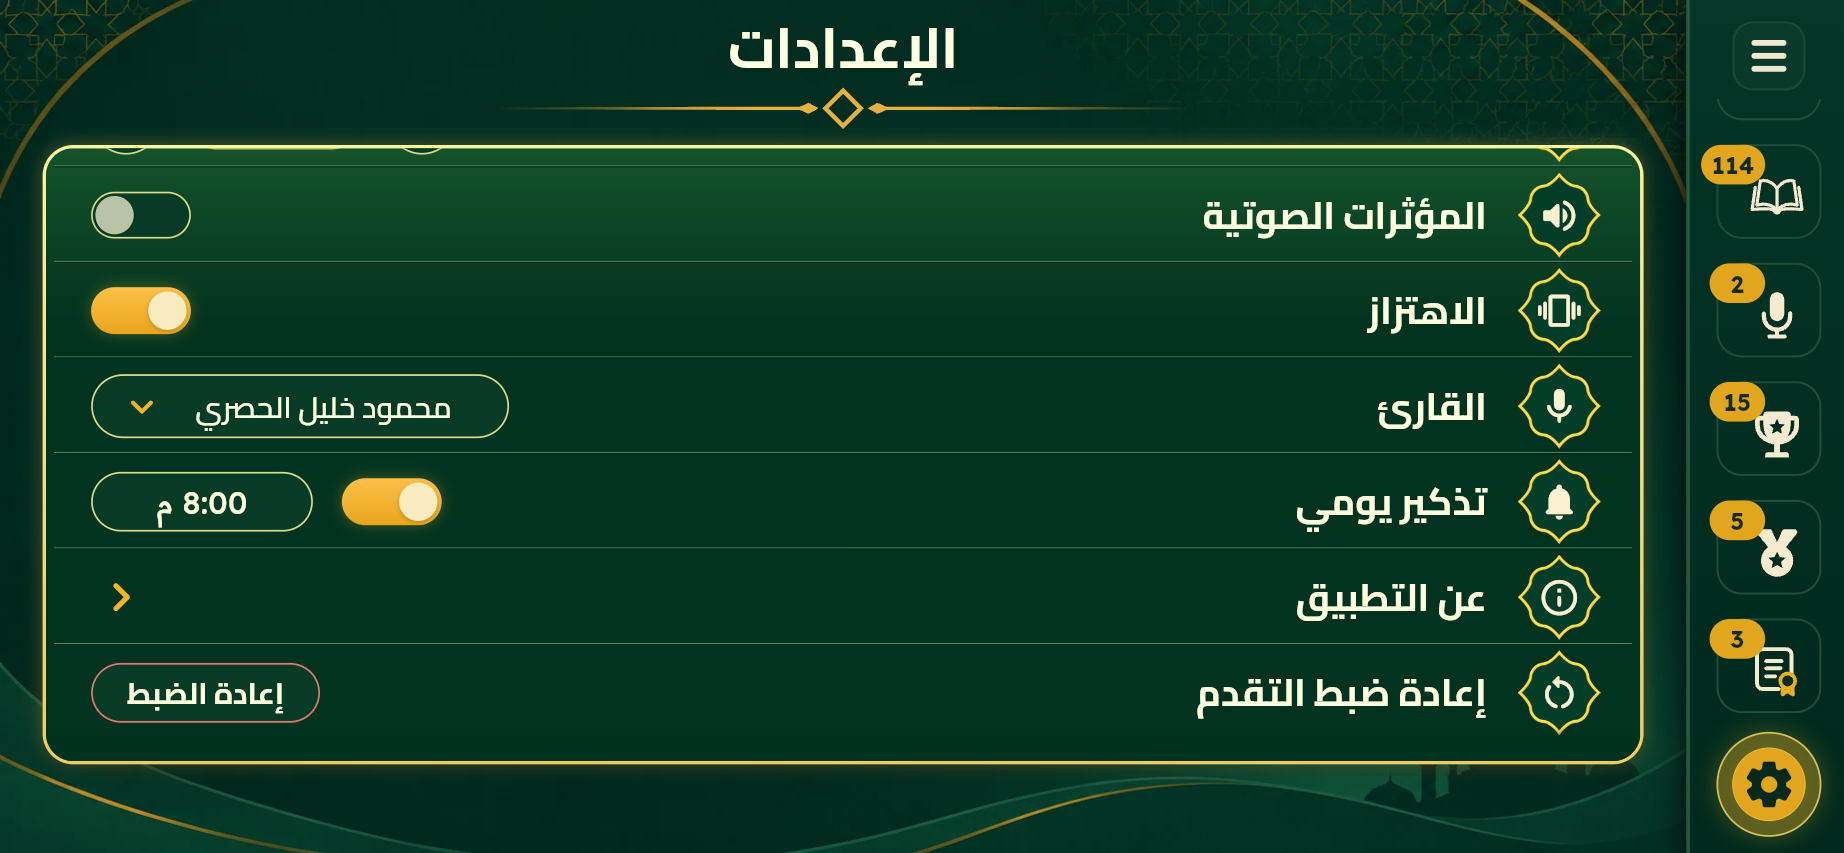 الإعدادات
المؤثرات الصوتية
الاهتزاز
القارئ
محمود خليل الحصري
تذكير يومي
8:00 م
عن التطبيق
إعادة ضبط التقدم
إعادة الضبط
114
2
15
5
3